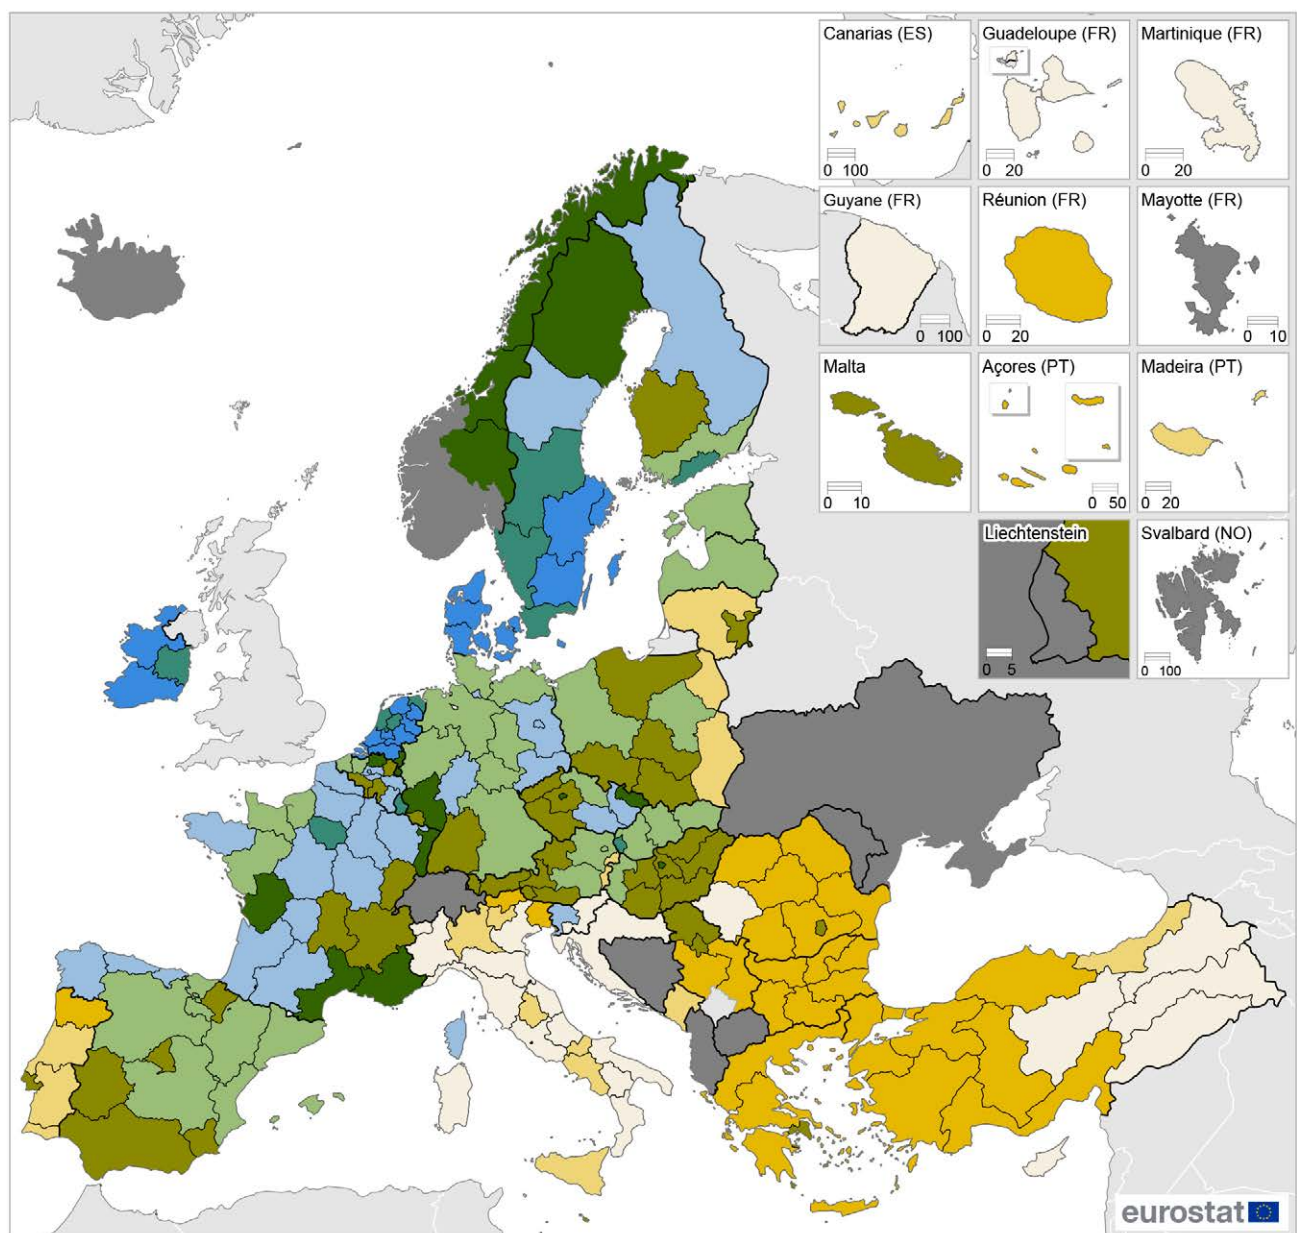 Canarias (ES)
0 100
Guadeloupe (FR)
0 20
Martinique (FR)
0 20
Guyane (FR)
0 100
Réunion (FR)
0 20
Mayotte (FR)
0 10
Malta
0 10
Açores (PT)
0 50
Madeira (PT)
0 20
Liechtenstein
0 5
Svalbard (NO)
0 100
eurostat